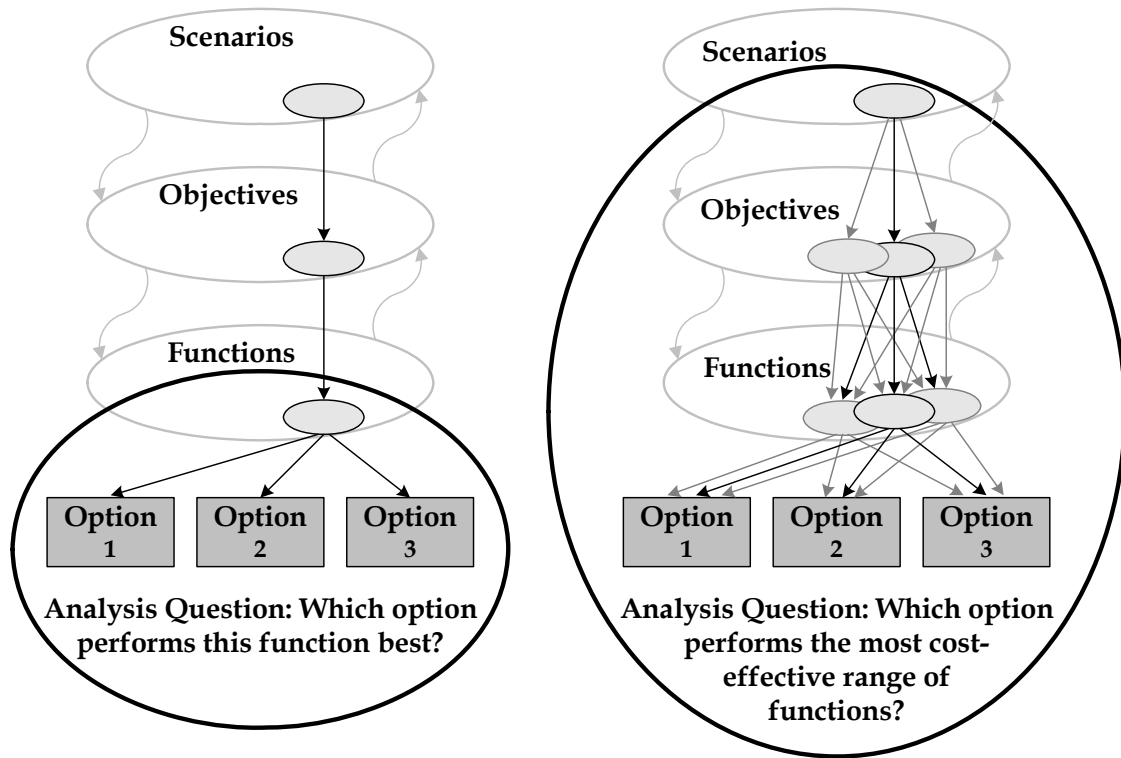 Scenarios
Objectives
Functions
Option
1
Option
2
Option
3
Analysis Question: Which option
performs this function best?
Scenarios
Objectives
Functions
Option
1
Option
2
Option
3
Analysis Question: Which option
performs the most cost-
effective range of
functions?